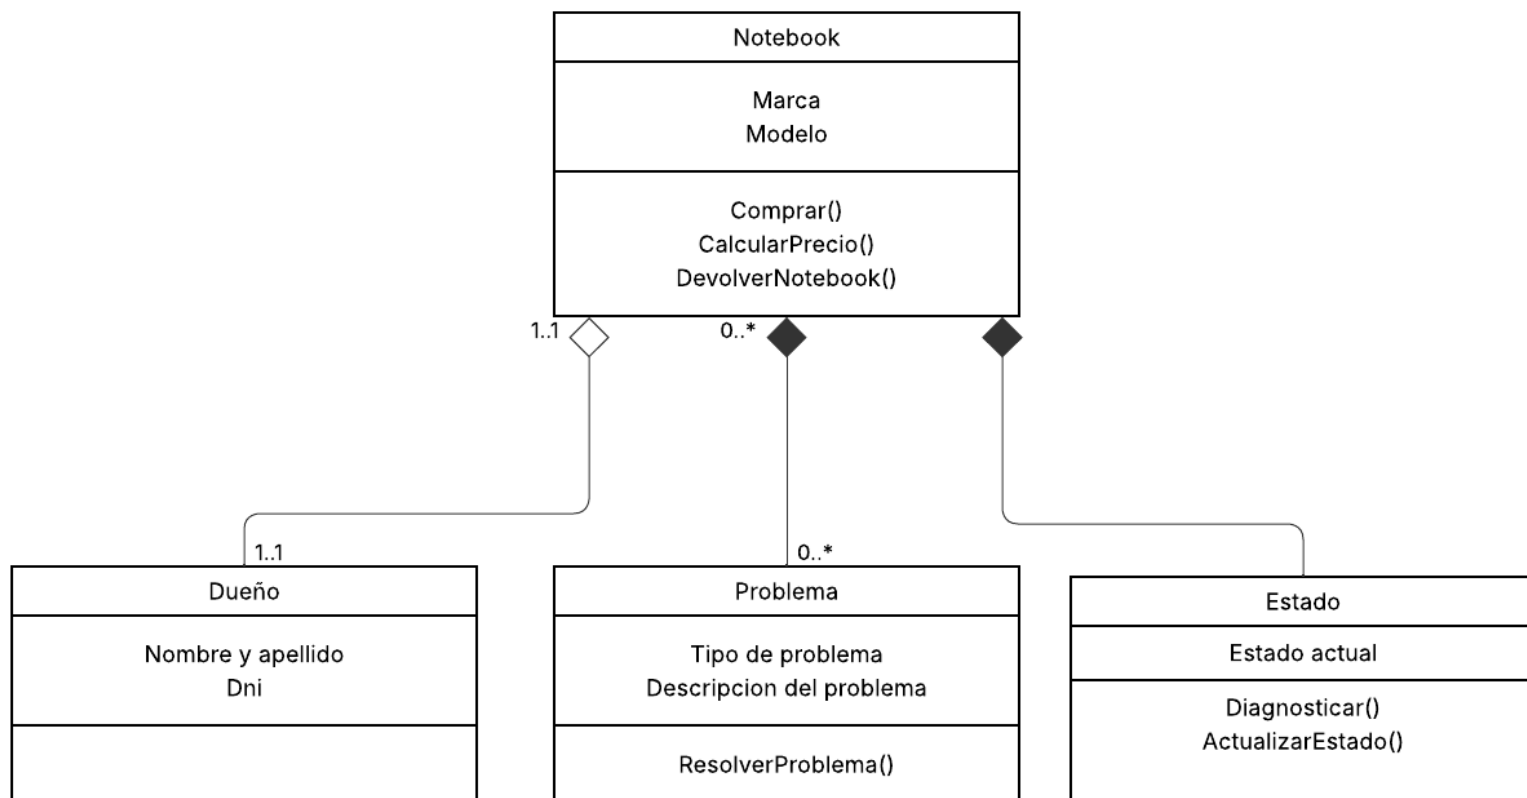 Notebook
Marca
Modelo
Comprar()
CalcularPrecio()
DevolverNotebook()
1..1
0..*
1..1
0..*
Dueño
Nombre y apellido
Dni
Problema
Tipo de problema
Descripcion del problema
ResolverProblema()
Estado
Estado actual
Diagnosticar()
ActualizarEstado()